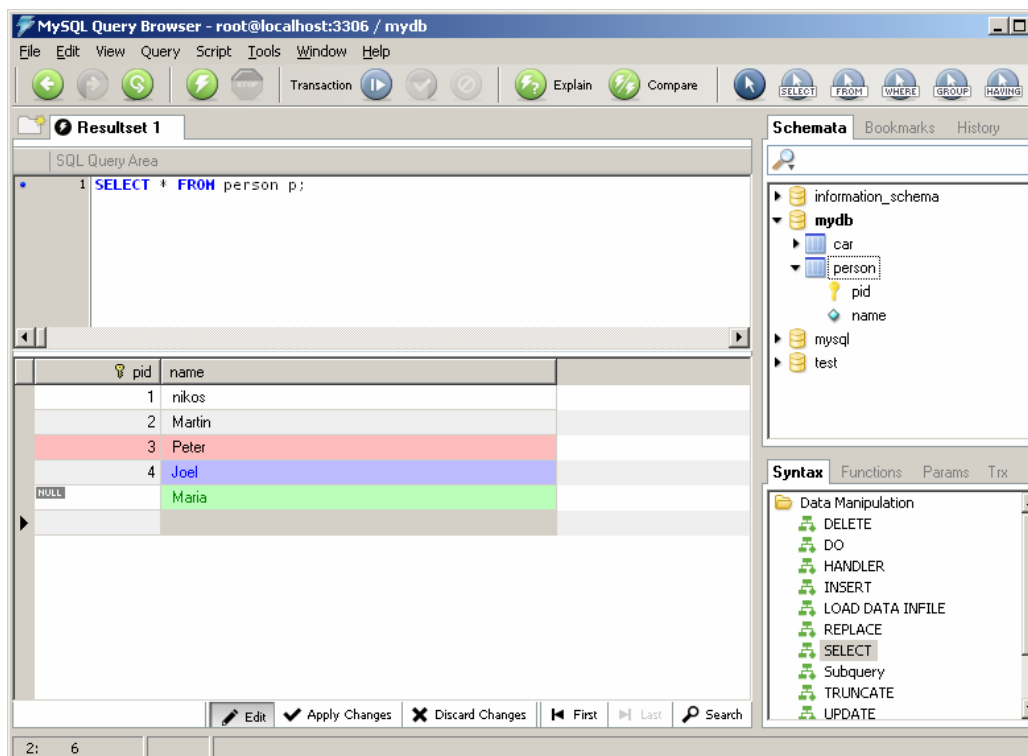 MySQL Query Browser - root@localhost:3306 / mydb
File Edit View Query Script Tools Window Help
STOP Transaction Explain Compare SELECT FROM WHERE GROUP HAVING
Resultset 1
SQL Query Area
1 SELECT * FROM person p;
pid name
1 nikos
2 Martin
3 Peter
4 Joel
NULL Maria
Edit Apply Changes Discard Changes First Last Search
2: 6
Schemata Bookmarks History
information_schema
mydb
car
person
pid
name
mysql
test
Syntax Functions Params Trx
Data Manipulation
DELETE
DO
HANDLER
INSERT
LOAD DATA INFILE
REPLACE
SELECT
Subquery
TRUNCATE
UPDATE